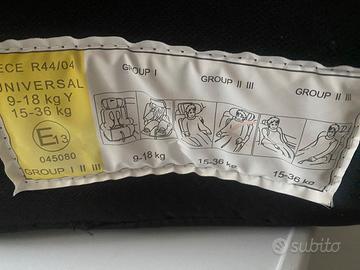 ECE R44/04
UNIVERSAL
9-18 kg Y
15-36 kg
E13
045080
GROUP I II III
GROUP I
GROUP II III
GROUP II III
9-18 kg
15-36 kg
15-36 kg
subito